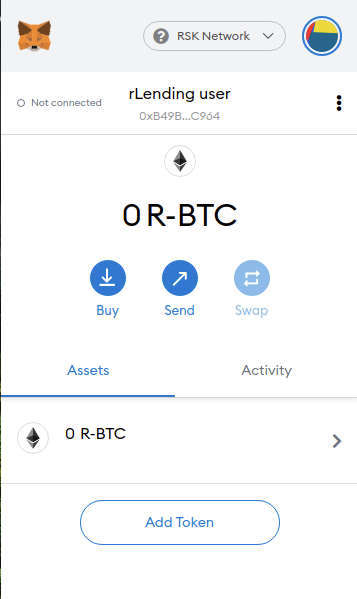 RSK Network
Not connected
rLending user
0xB49B...C964
0 R-BTC
Buy
Send
Swap
Assets
Activity
0 R-BTC
Add Token